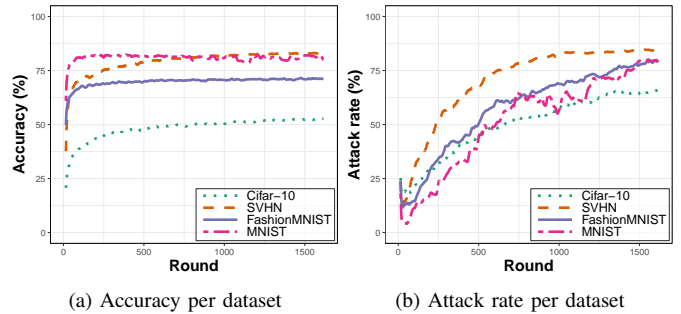 Accuracy (%)
100
75
50
25
0
Cifar-10
SVHN
FashionMNIST
MNIST
0 500 1000 1500
Round
(a) Accuracy per dataset
Attack rate (%)
100
75
50
25
0
Cifar-10
SVHN
FashionMNIST
MNIST
0 500 1000 1500
Round
(b) Attack rate per dataset